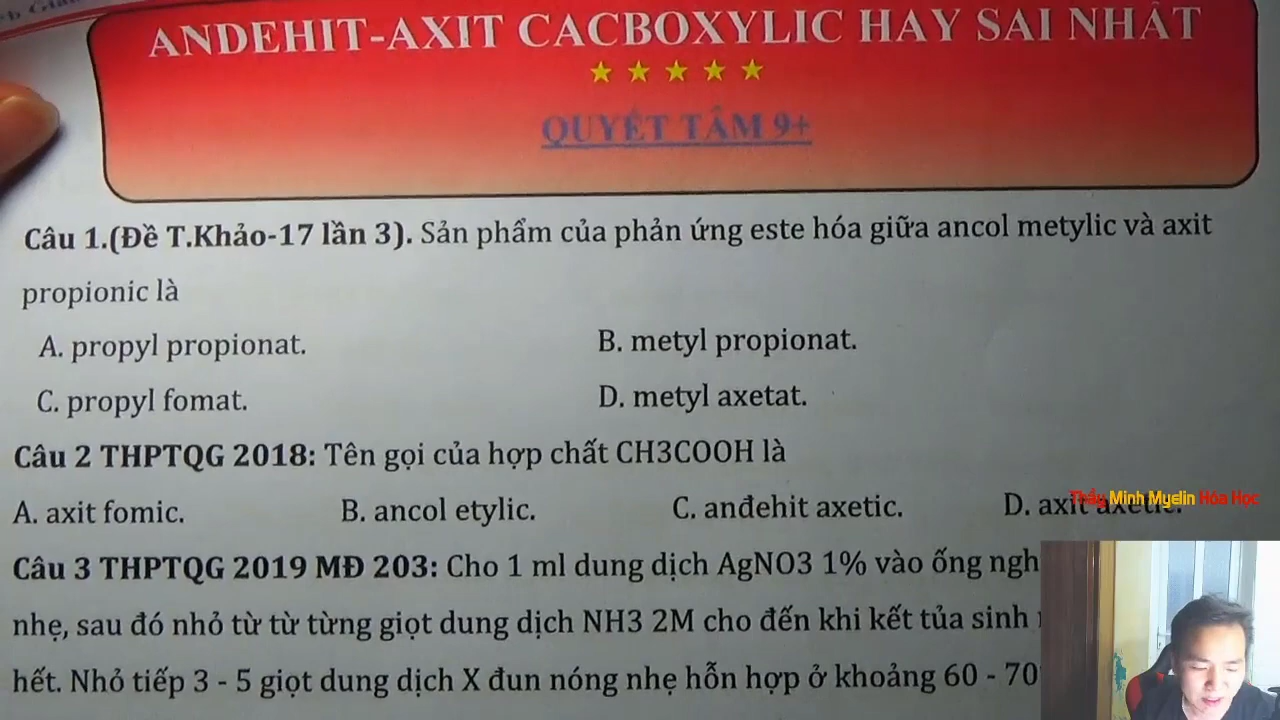 ANDEHIT-AXIT CACBOXYLIC HAY SAI NHẤT
QUYẾT TÂM 9+
Câu 1.(Đề T.Khảo-17 lần 3). Sản phẩm của phản ứng este hóa giữa ancol metylic và axit
propionic là
A. propyl propionat. B. metyl propionat.
C. propyl fomat. D. metyl axetat.
Câu 2 THPTQG 2018: Tên gọi của hợp chất CH3COOH là
A. axit fomic. B. ancol etylic. C. anđehit axetic. D. axit axetic.
Thầy Minh Myelin Hóa Học
Câu 3 THPTQG 2019 MĐ 203: Cho 1 ml dung dịch AgNO3 1% vào ống
nhẹ, sau đó nhỏ từ từ từng giọt dung dịch NH3 2M cho đến khi kết tủa sinh
hết. Nhỏ tiếp 3 - 5 giọt dung dịch X đun nóng nhẹ hỗn hợp ở khoảng 60 - 70